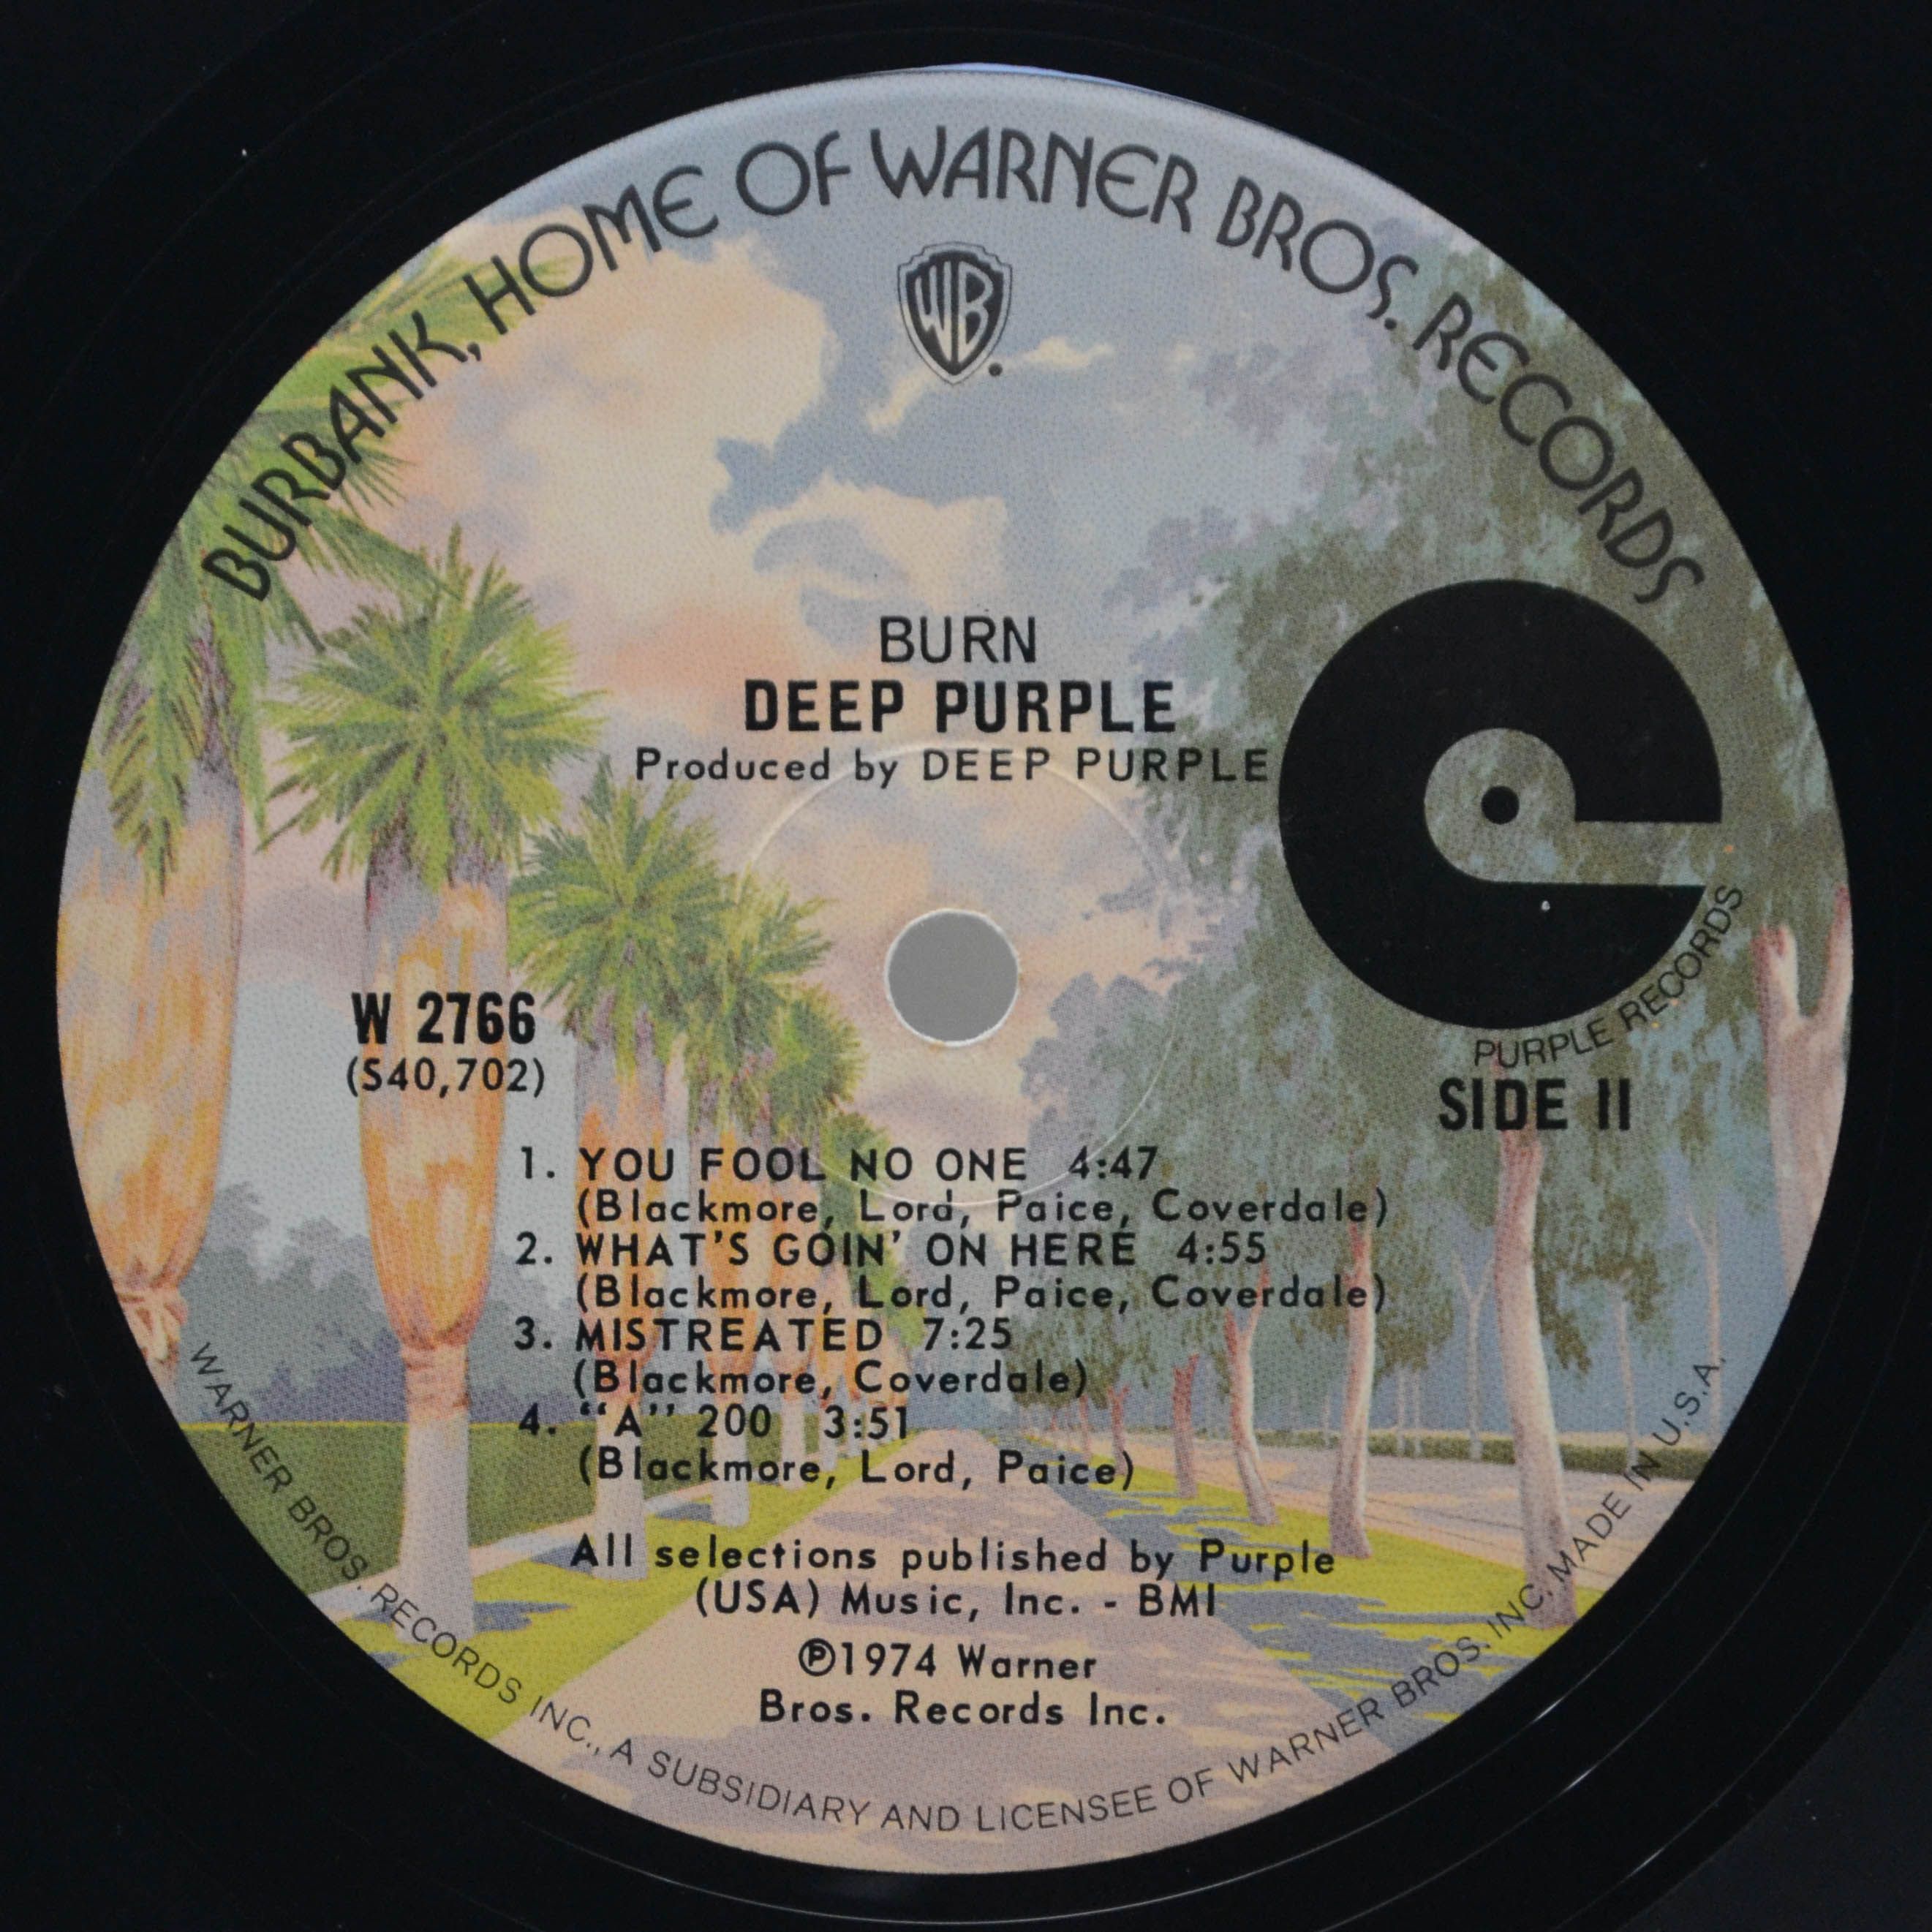 BURBANK, HOME OF WARNER BROS. RECORDS
WB
BURN
DEEP PURPLE
Produced by DEEP PURPLE
PURPLE RECORDS
W 2766
(S40,702)
SIDE II
1. YOU FOOL NO ONE 4:47
(Blackmore, Lord, Paice, Coverdale)
2. WHAT'S GOIN' ON HERE 4:55
(Blackmore, Lord, Paice, Coverdale)
3. MISTREATED 7:25
(Blackmore, Coverdale)
4. "A" 200 3:51
(Blackmore, Lord, Paice)
All selections published by Purple
(USA) Music, Inc. - BMI
℗1974 Warner
Bros. Records Inc.
WARNER BROS. RECORDS INC., A SUBSIDIARY AND LICENSEE OF WARNER BROS. INC. MADE IN U.S.A.